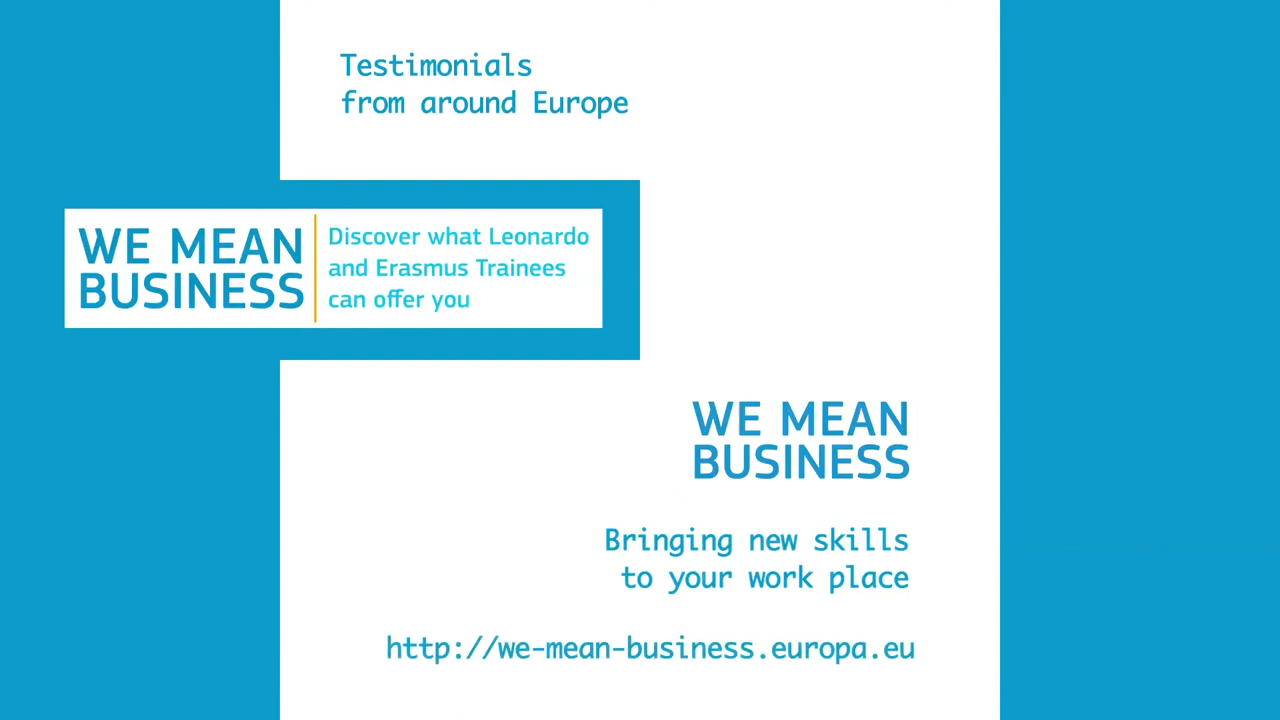 Testimonials
from around Europe
WE MEAN
BUSINESS
Discover what Leonardo
and Erasmus Trainees
can offer you
WE MEAN
BUSINESS
Bringing new skills
to your work place
http://we-mean-business.europa.eu